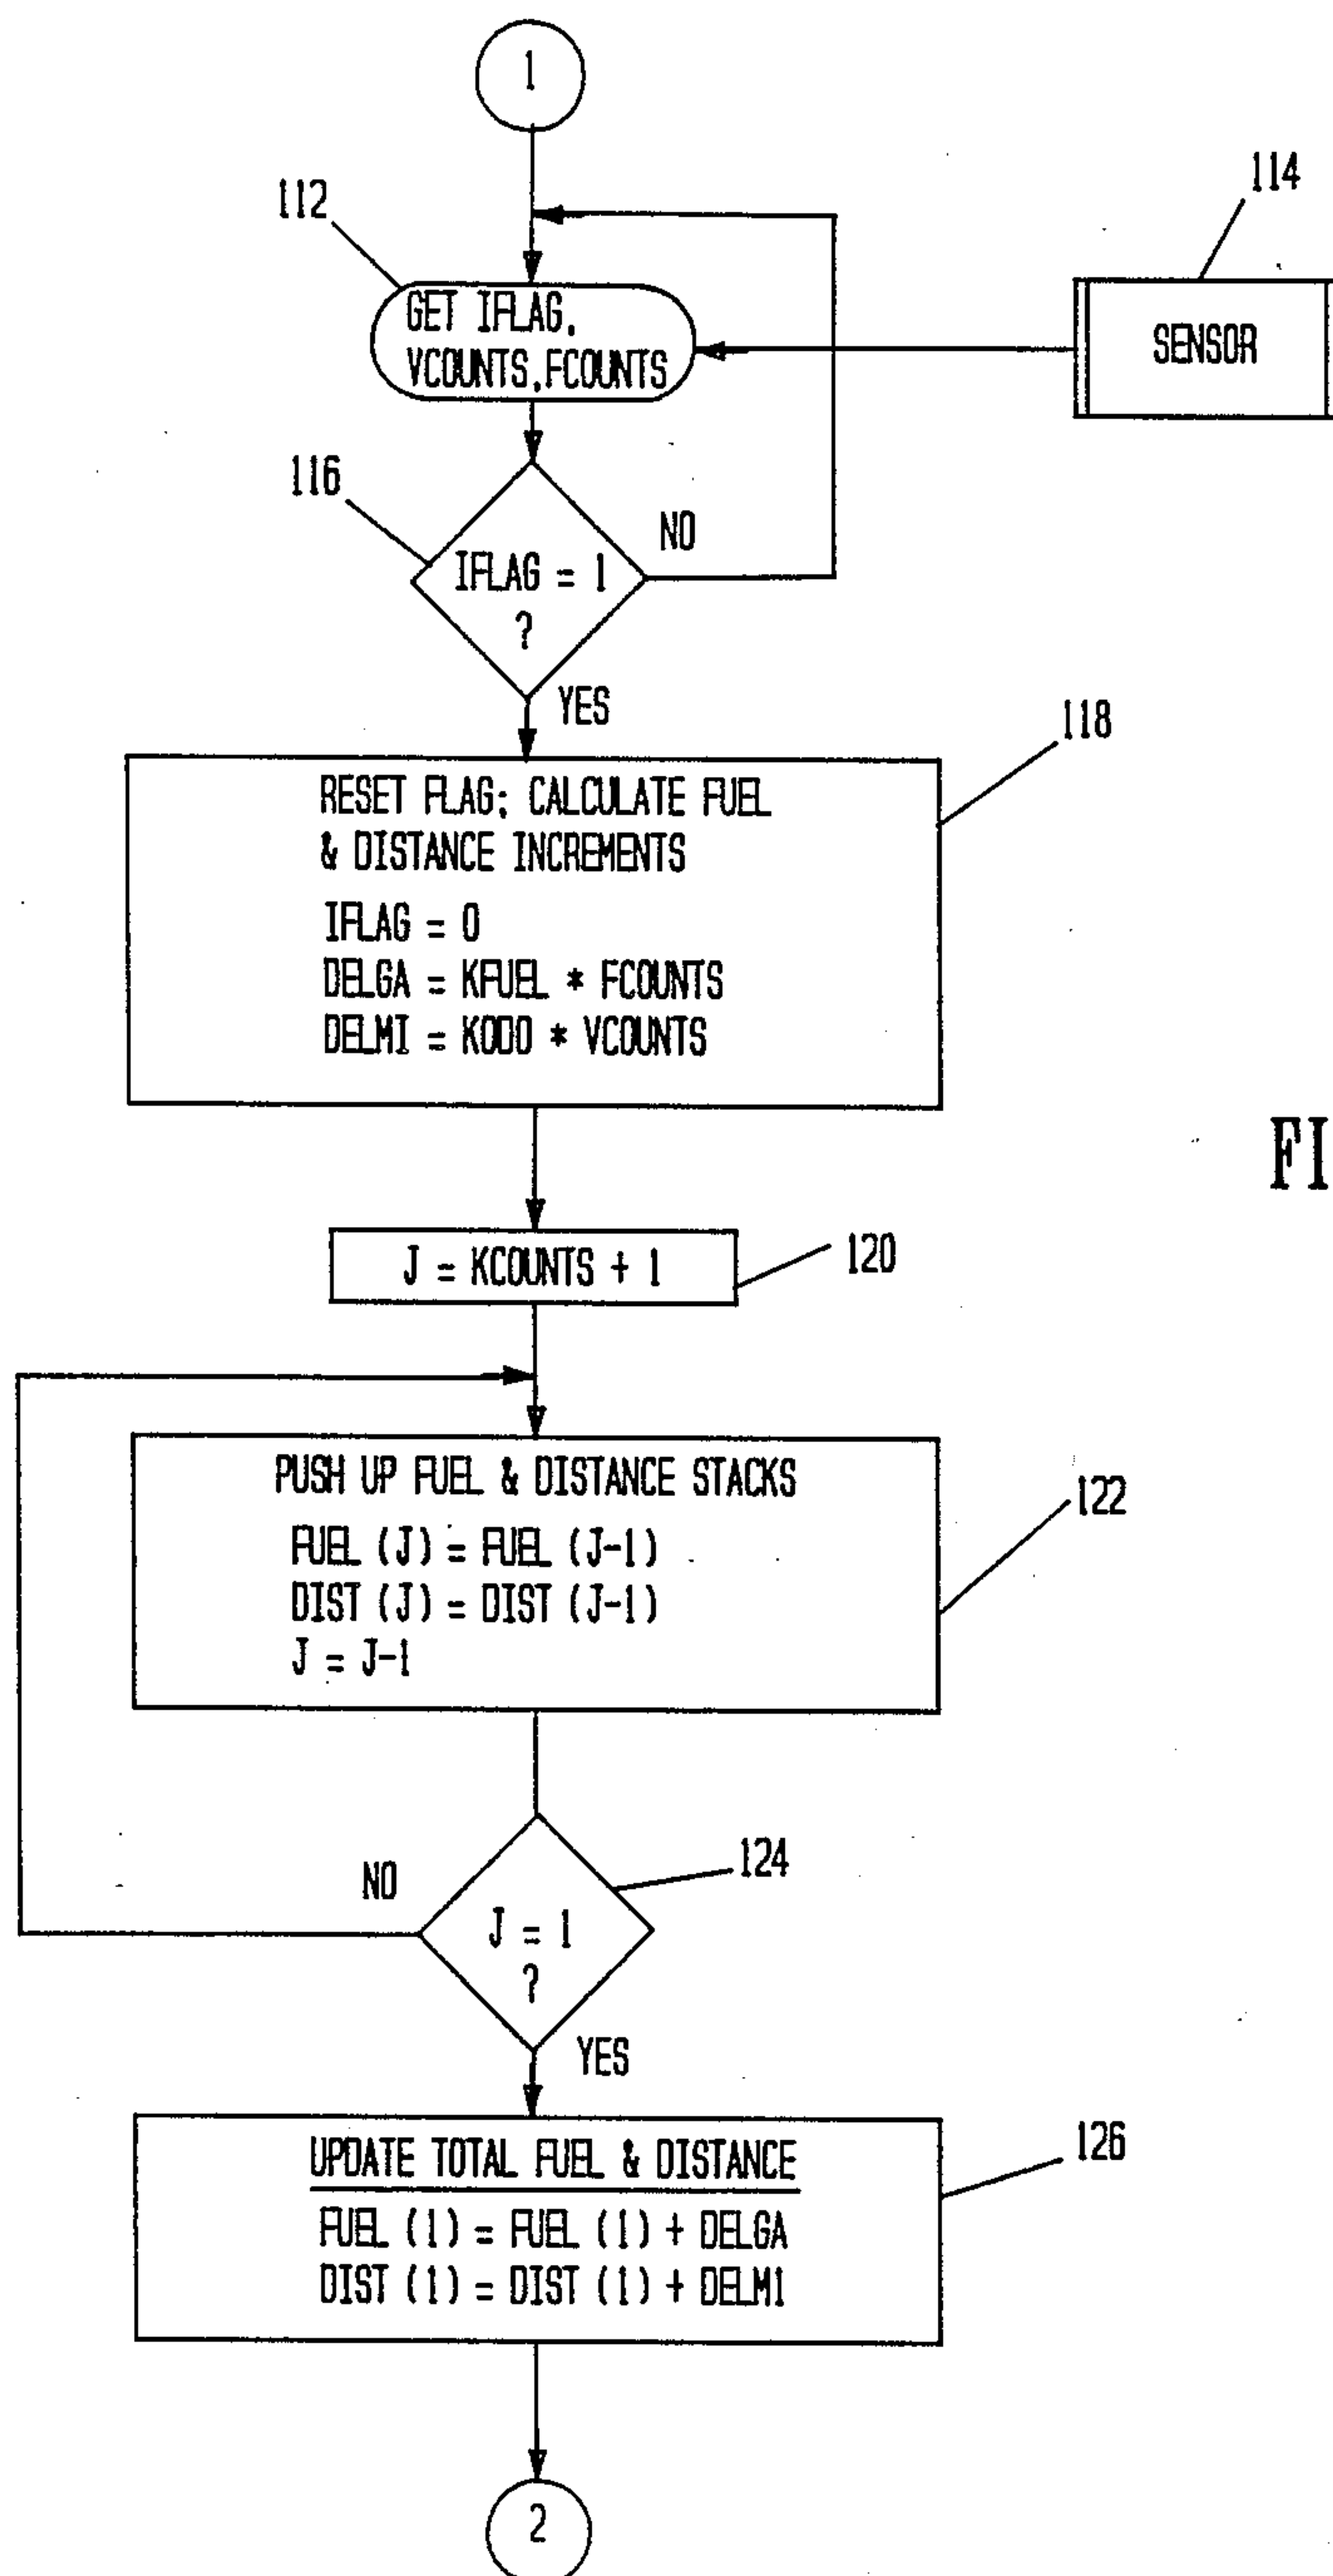 1
112
114
GET IFLAG,
VCOUNTS,FCOUNTS
SENSOR
116
NO
IFLAG = 1
?
YES
118
RESET FLAG; CALCULATE FUEL
& DISTANCE INCREMENTS
IFLAG = 0
DELGA = KFUEL * FCOUNTS
DELMI = KODO * VCOUNTS
FI
J = KCOUNTS + 1
120
PUSH UP FUEL & DISTANCE STACKS
122
FUEL (J) = FUEL (J-1)
DIST (J) = DIST (J-1)
J = J-1
124
NO
J = 1
?
YES
126
UPDATE TOTAL FUEL & DISTANCE
FUEL (1) = FUEL (1) + DELGA
DIST (1) = DIST (1) + DELMI
2